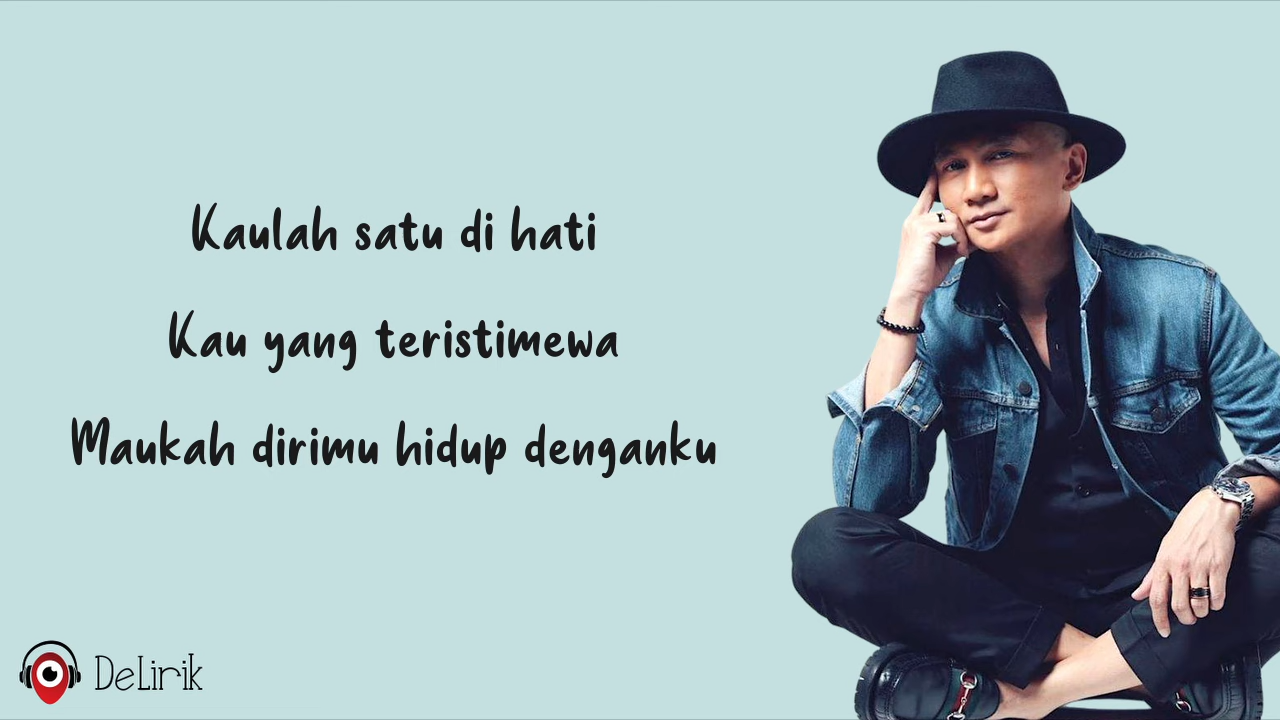 Kaulah satu di hati
Kau yang teristimewa
Maukah dirimu hidup denganku
DeLirik